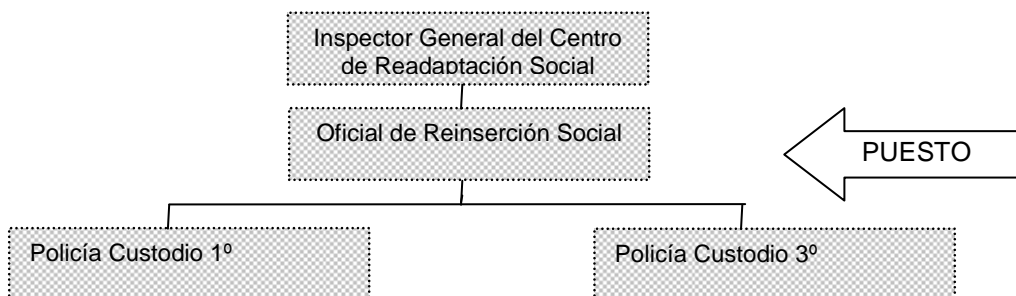 Inspector General del Centro
de Readaptación Social
Oficial de Reinserción Social
PUESTO
Policía Custodio 1º
Policía Custodio 3º